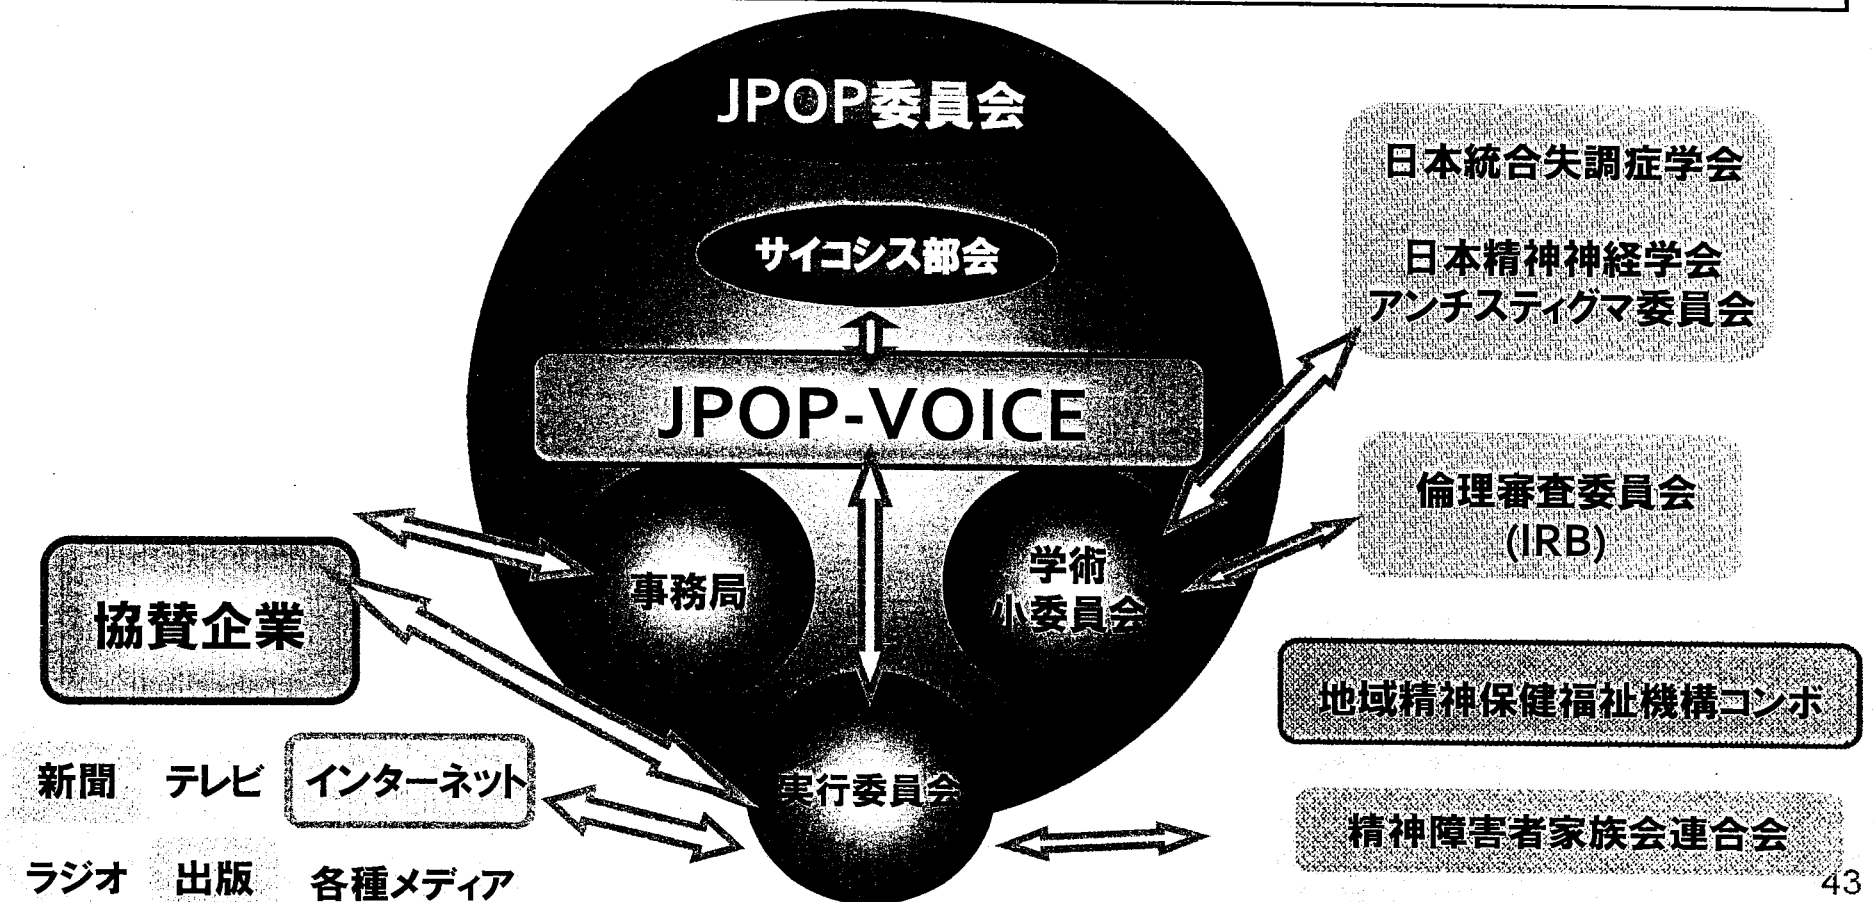 JPOP委員会
サイコシス部会
JPOP-VOICE
事務局
学術
小委員会
実行委員会
日本統合失調症学会
日本精神神経学会
アンチスティグマ委員会
倫理審査委員会
(IRB)
地域精神保健福祉機構コンボ
精神障害者家族会連合会
協賛企業
新聞 テレビ インターネット
ラジオ 出版 各種メディア
43